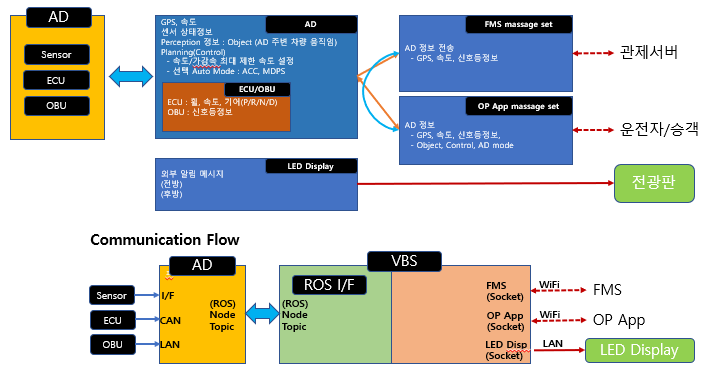 AD
Sensor
ECU
OBU
AD
GPS, 속도
센서 상태정보
Perception 정보 : Object (AD 주변 차량 움직임)
Planning(Control)
- 속도/가감속 최대 제한 속도 설정
- 선택 Auto Mode : ACC, MDPS
ECU/OBU
ECU : 휠, 속도, 기어(P/R/N/D)
OBU : 신호등정보
FMS massage set
AD 정보 전송
- GPS, 속도, 신호등정보
관제서버
OP App massage set
AD 정보
- GPS, 속도, 신호등정보,
- Object, Control, AD mode
운전자/승객
LED Display
외부 알림 메시지
(전방)
(후방)
전광판
Communication Flow
AD
Sensor
ECU
OBU
I/F
CAN
LAN
(ROS)
Node
Topic
VBS
ROS I/F
(ROS)
Node
Topic
FMS
(Socket)
OP App
(Socket)
LED Disp
(Socket)
WiFi
FMS
WiFi
OP App
LAN
LED Display